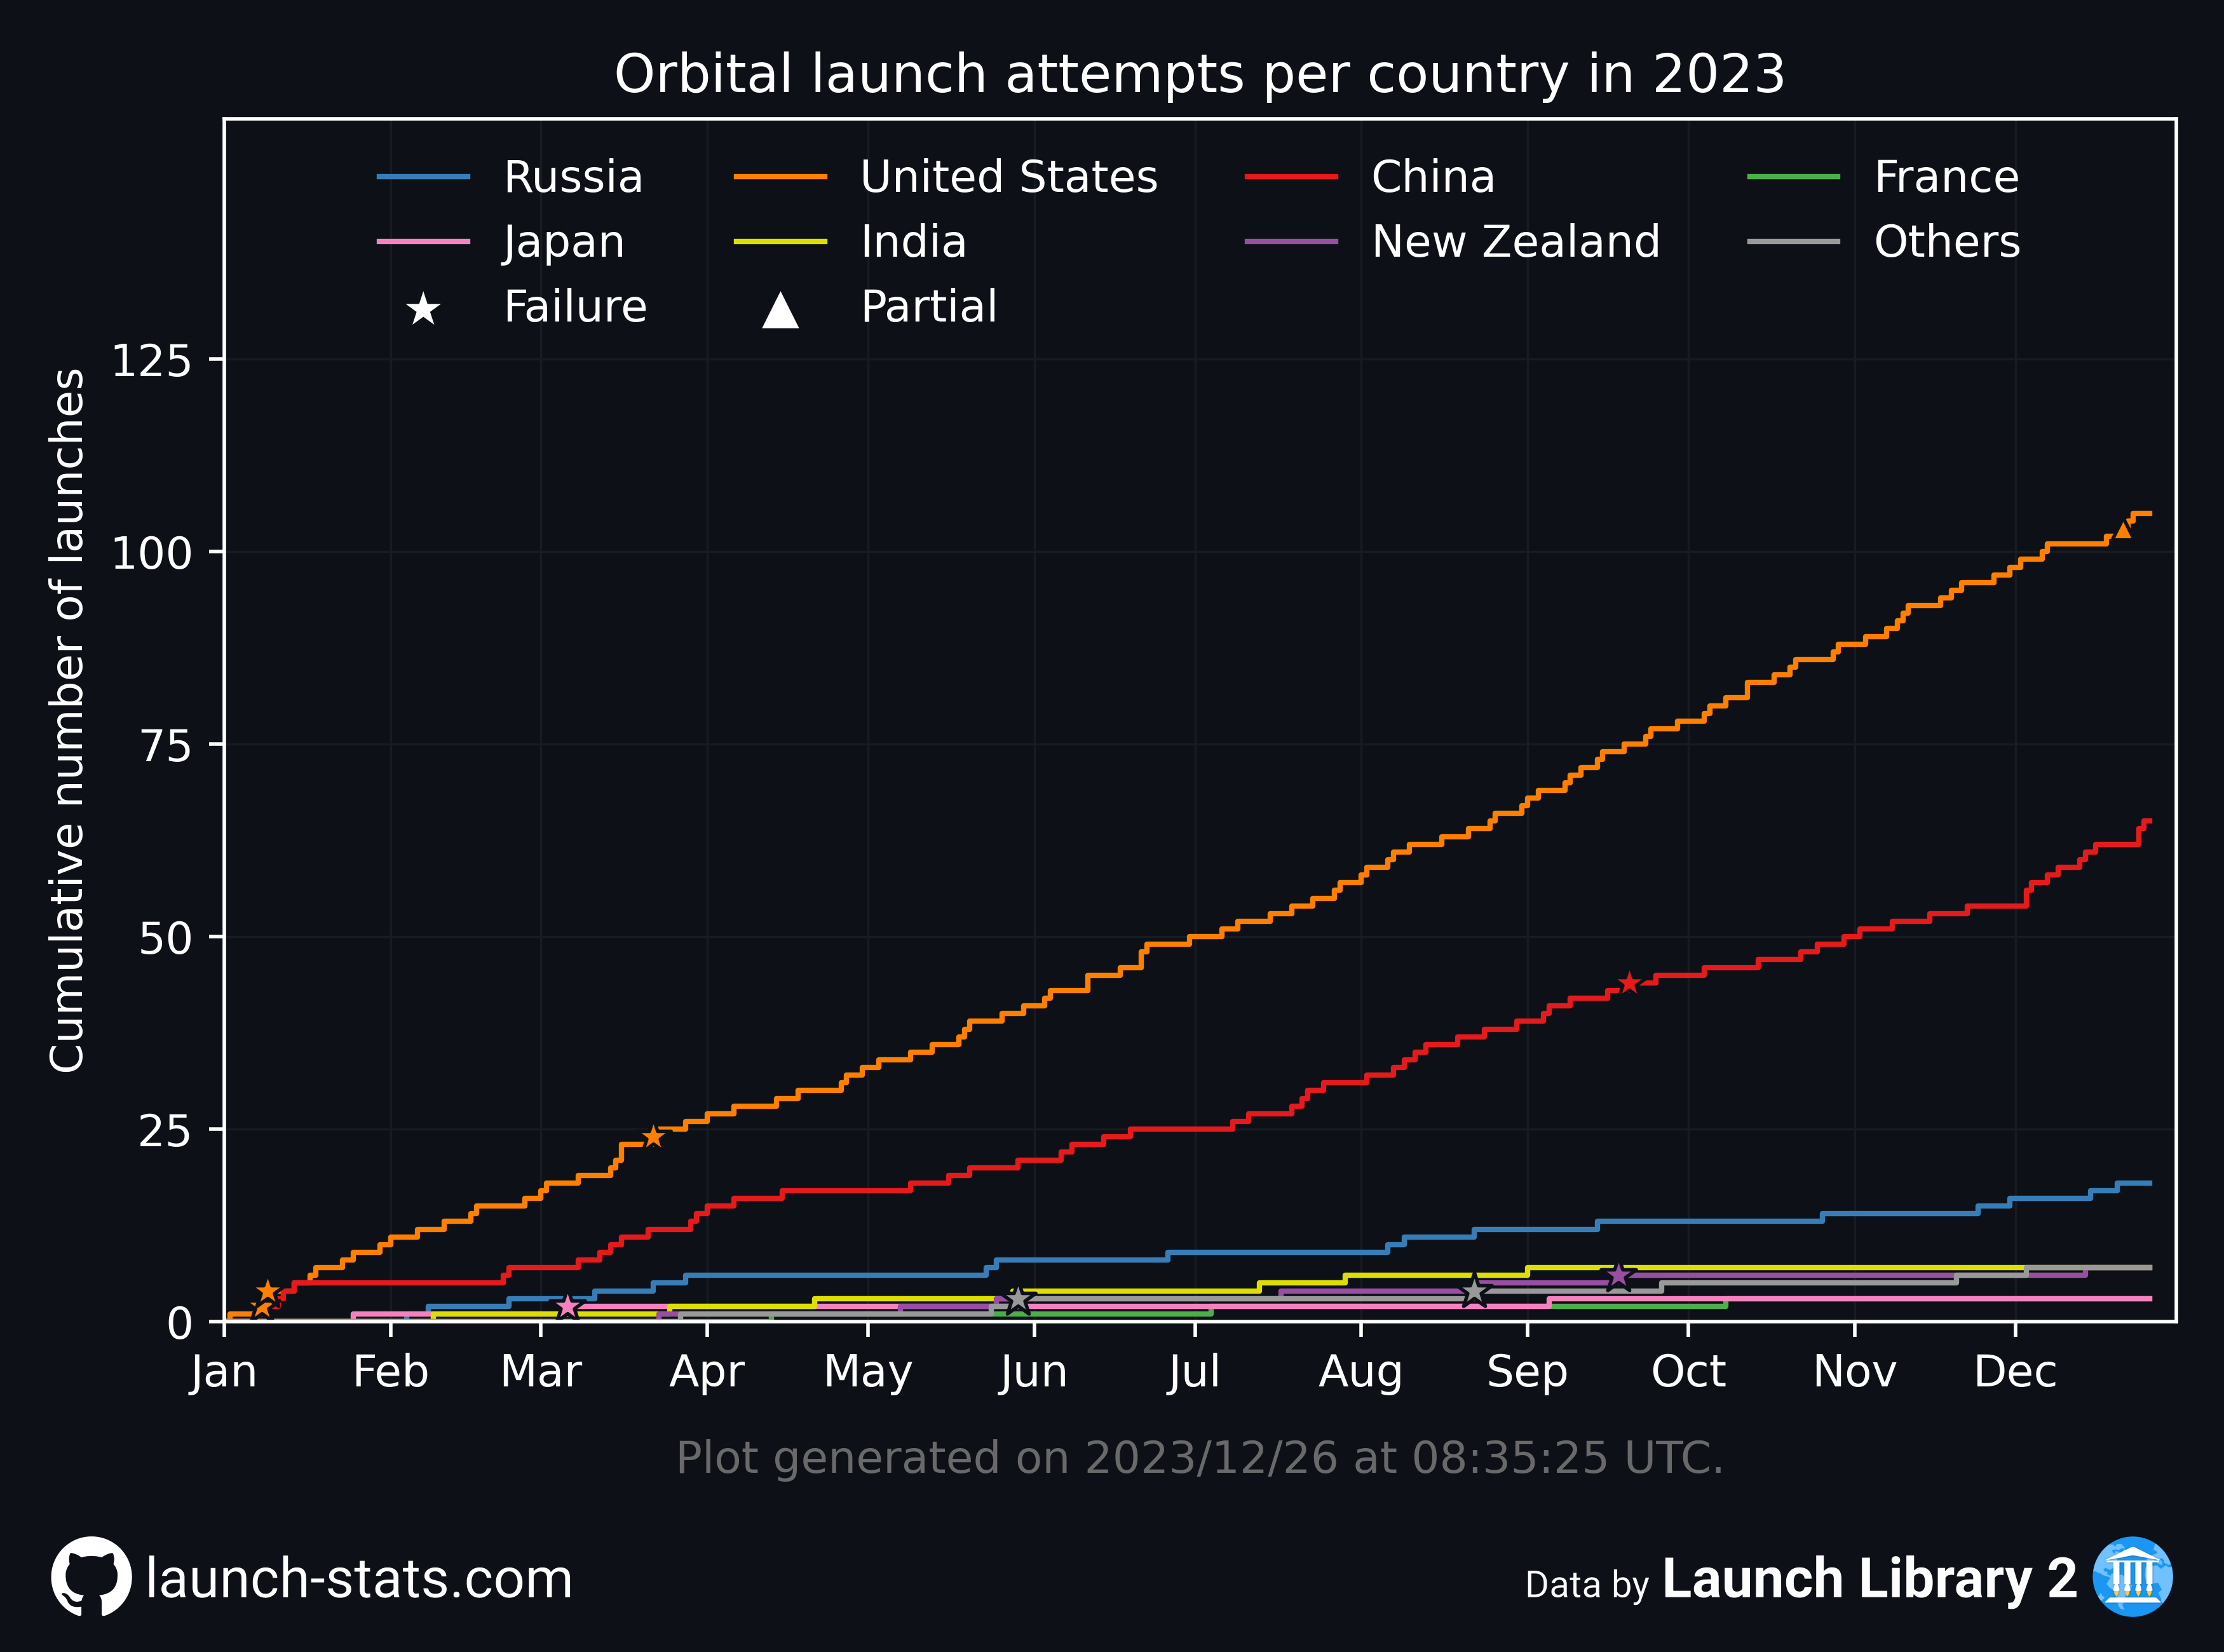 Orbital launch attempts per country in 2023
Russia United States China France
Japan India New Zealand Others
Failure Partial
Cumulative number of launches
125
100
75
50
25
0
Jan Feb Mar Apr May Jun Jul Aug Sep Oct Nov Dec
Plot generated on 2023/12/26 at 08:35:25 UTC.
launch-stats.com
Data by Launch Library 2